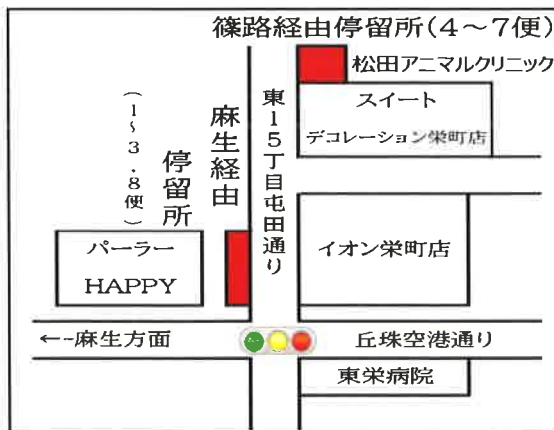 篠路経由停留所(4~7便)
松田アニマルクリニック
スイート
デコレーション栄町店
東15丁目屯田通り
麻生経由
停留所
(1~3.8便)
パーラー
HAPPY
イオン栄町店
←--麻生方面
丘珠空港通り
東栄病院